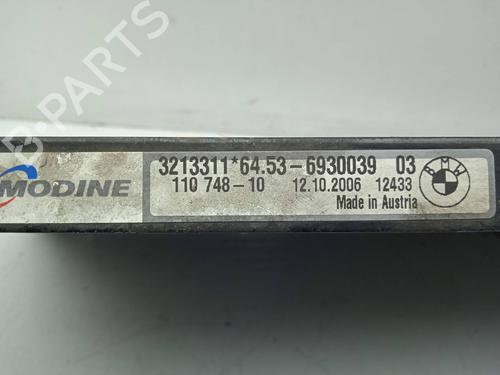 B PARTS
MODINE
3213311*64.53-6930039 03
110 748-10 12.10.2006 12433
Made in Austria
BMW